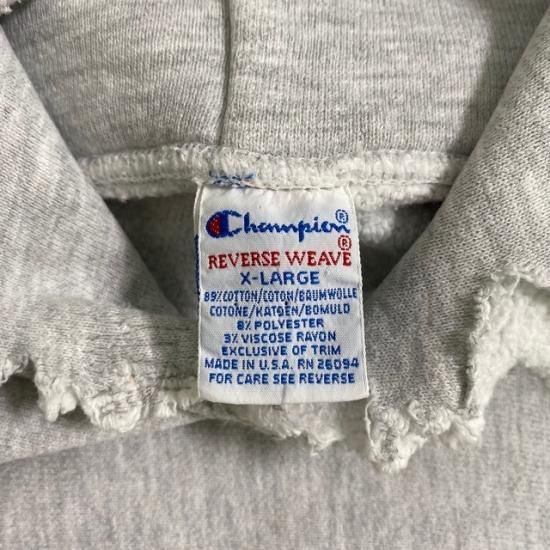 Champion®
®
REVERSE WEAVE
X-LARGE
89% COTTON/COTON/BAUMWOLLE
COTONE/KATOEN/BOMULD
8% POLYESTER
3% VISCOSE RAYON
EXCLUSIVE OF TRIM
MADE IN U.S.A. RN 26094
FOR CARE SEE REVERSE